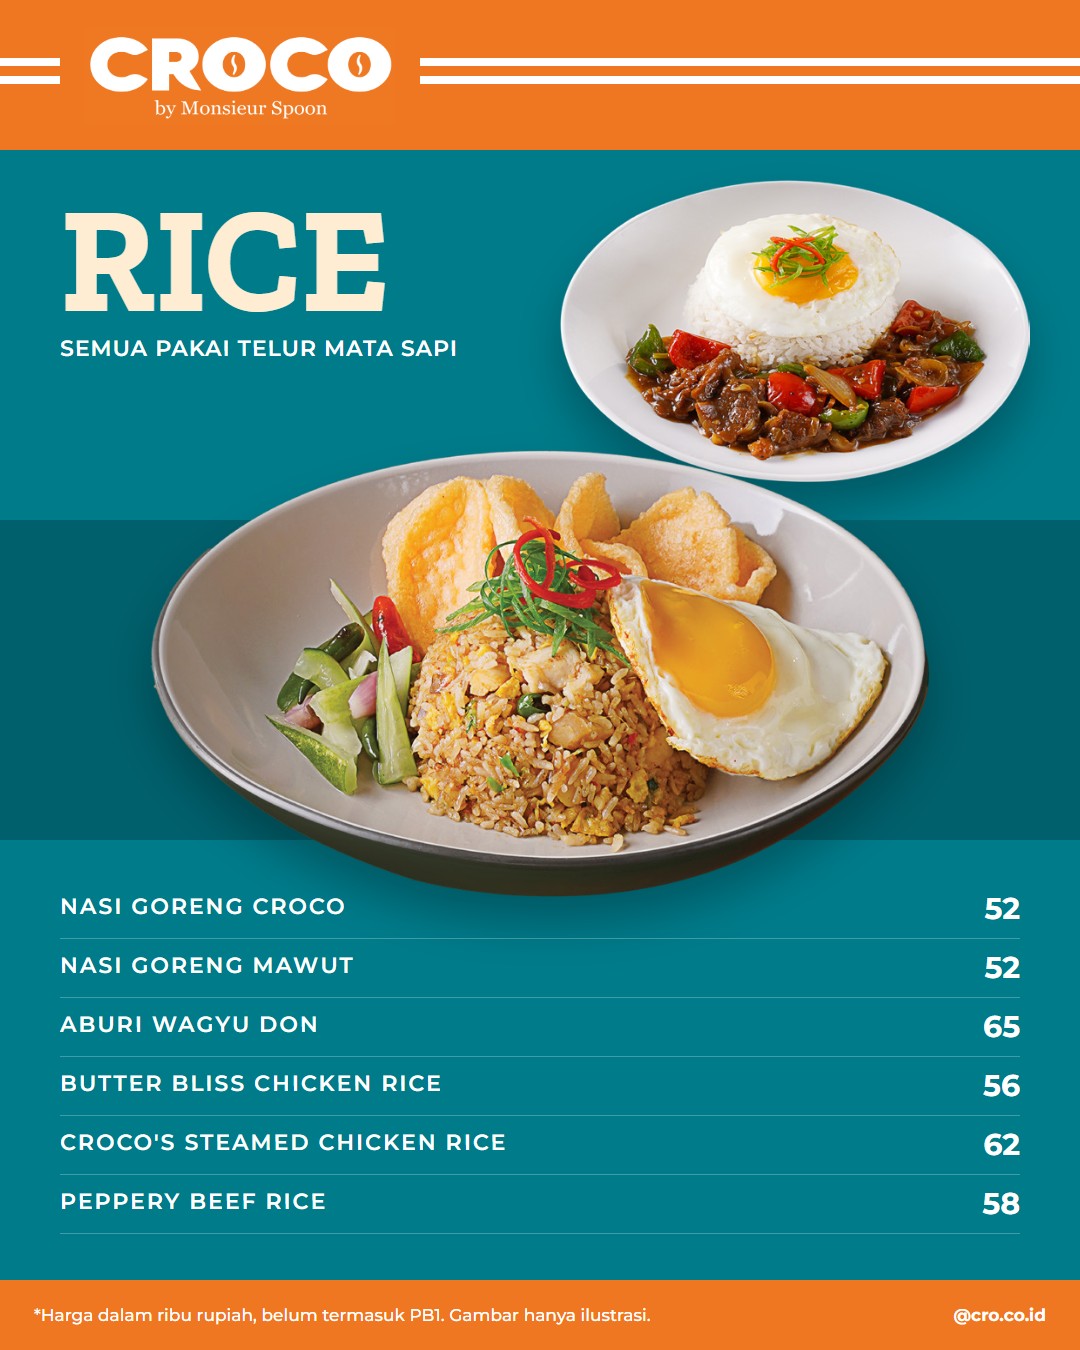 CROCO
by Monsieur Spoon
RICE
SEMUA PAKAI TELUR MATA SAPI
NASI GORENG CROCO 52
NASI GORENG MAWUT 52
ABURI WAGYU DON 65
BUTTER BLISS CHICKEN RICE 56
CROCO'S STEAMED CHICKEN RICE 62
PEPPERY BEEF RICE 58
*Harga dalam ribu rupiah, belum termasuk PB1. Gambar hanya ilustrasi. @cro.co.id